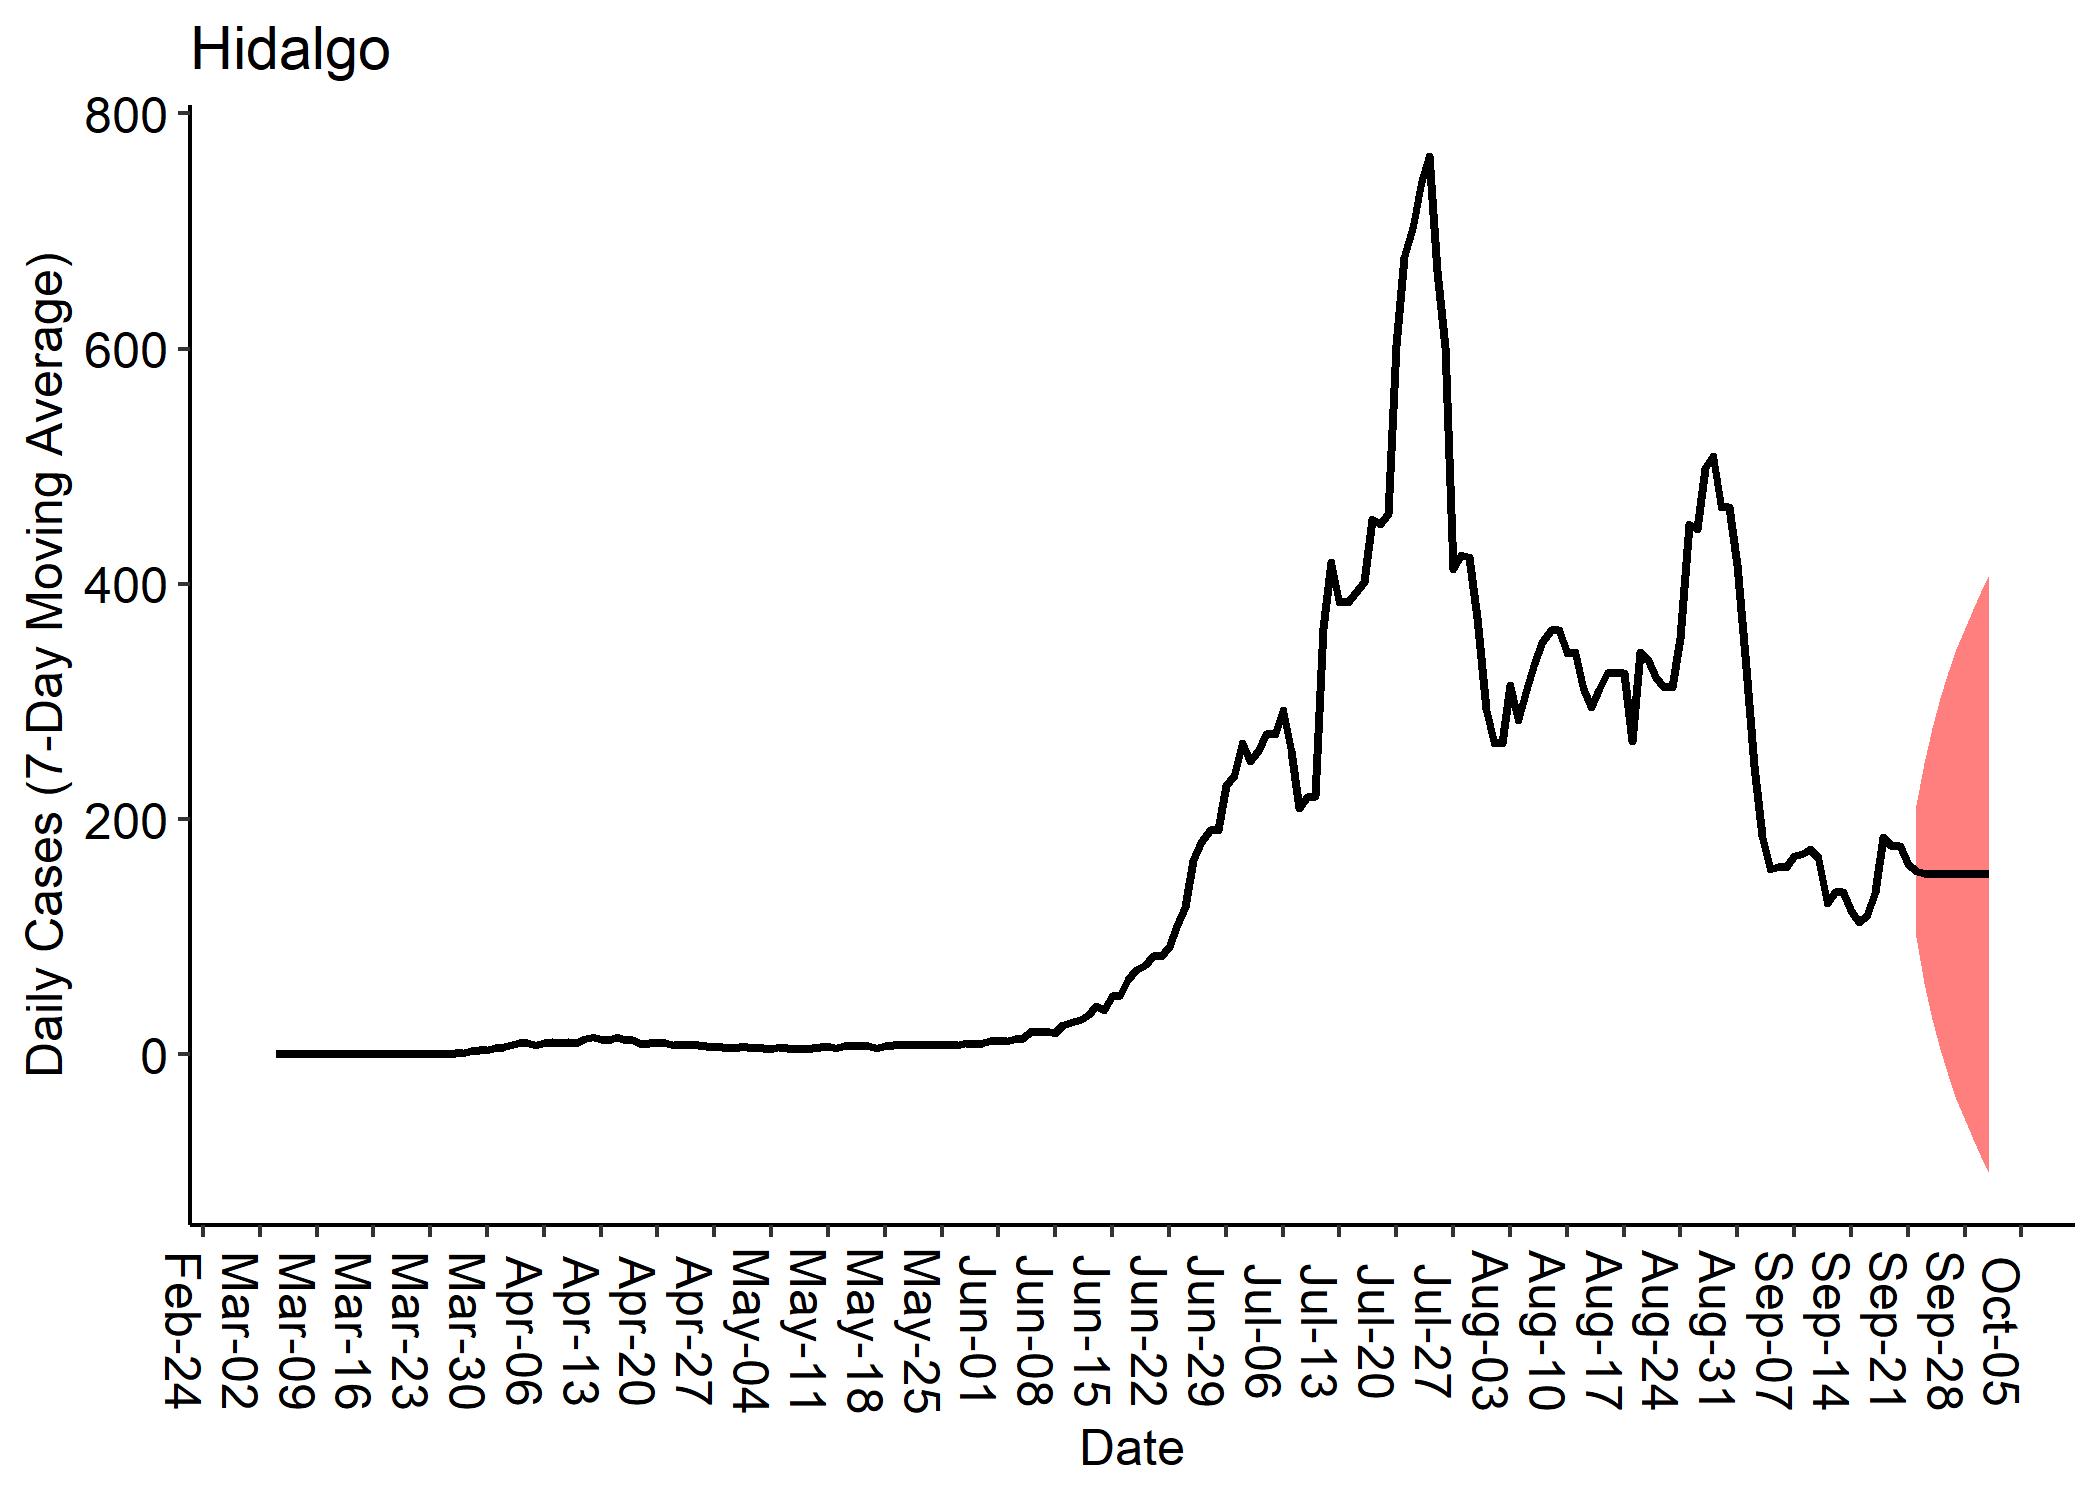 Hidalgo
Daily Cases (7-Day Moving Average)
800
600
400
200
0
Feb-24
Mar-02
Mar-09
Mar-16
Mar-23
Mar-30
Apr-06
Apr-13
Apr-20
Apr-27
May-04
May-11
May-18
May-25
Jun-01
Jun-08
Jun-15
Jun-22
Jun-29
Jul-06
Jul-13
Jul-20
Jul-27
Aug-03
Aug-10
Aug-17
Aug-24
Aug-31
Sep-07
Sep-14
Sep-21
Sep-28
Oct-05
Date